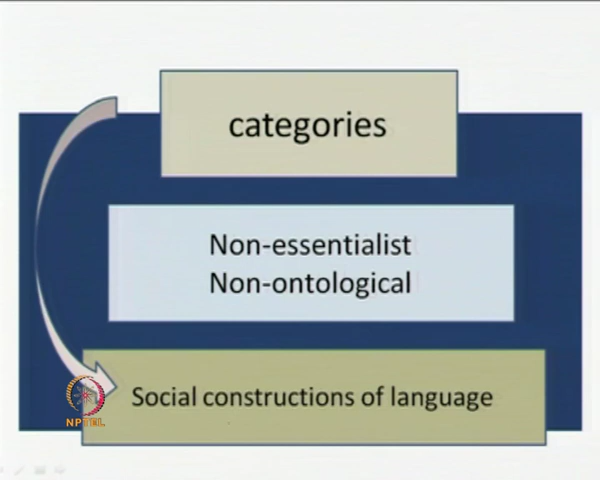 categories
Non-essentialist
Non-ontological
Social constructions of language
NPTEL